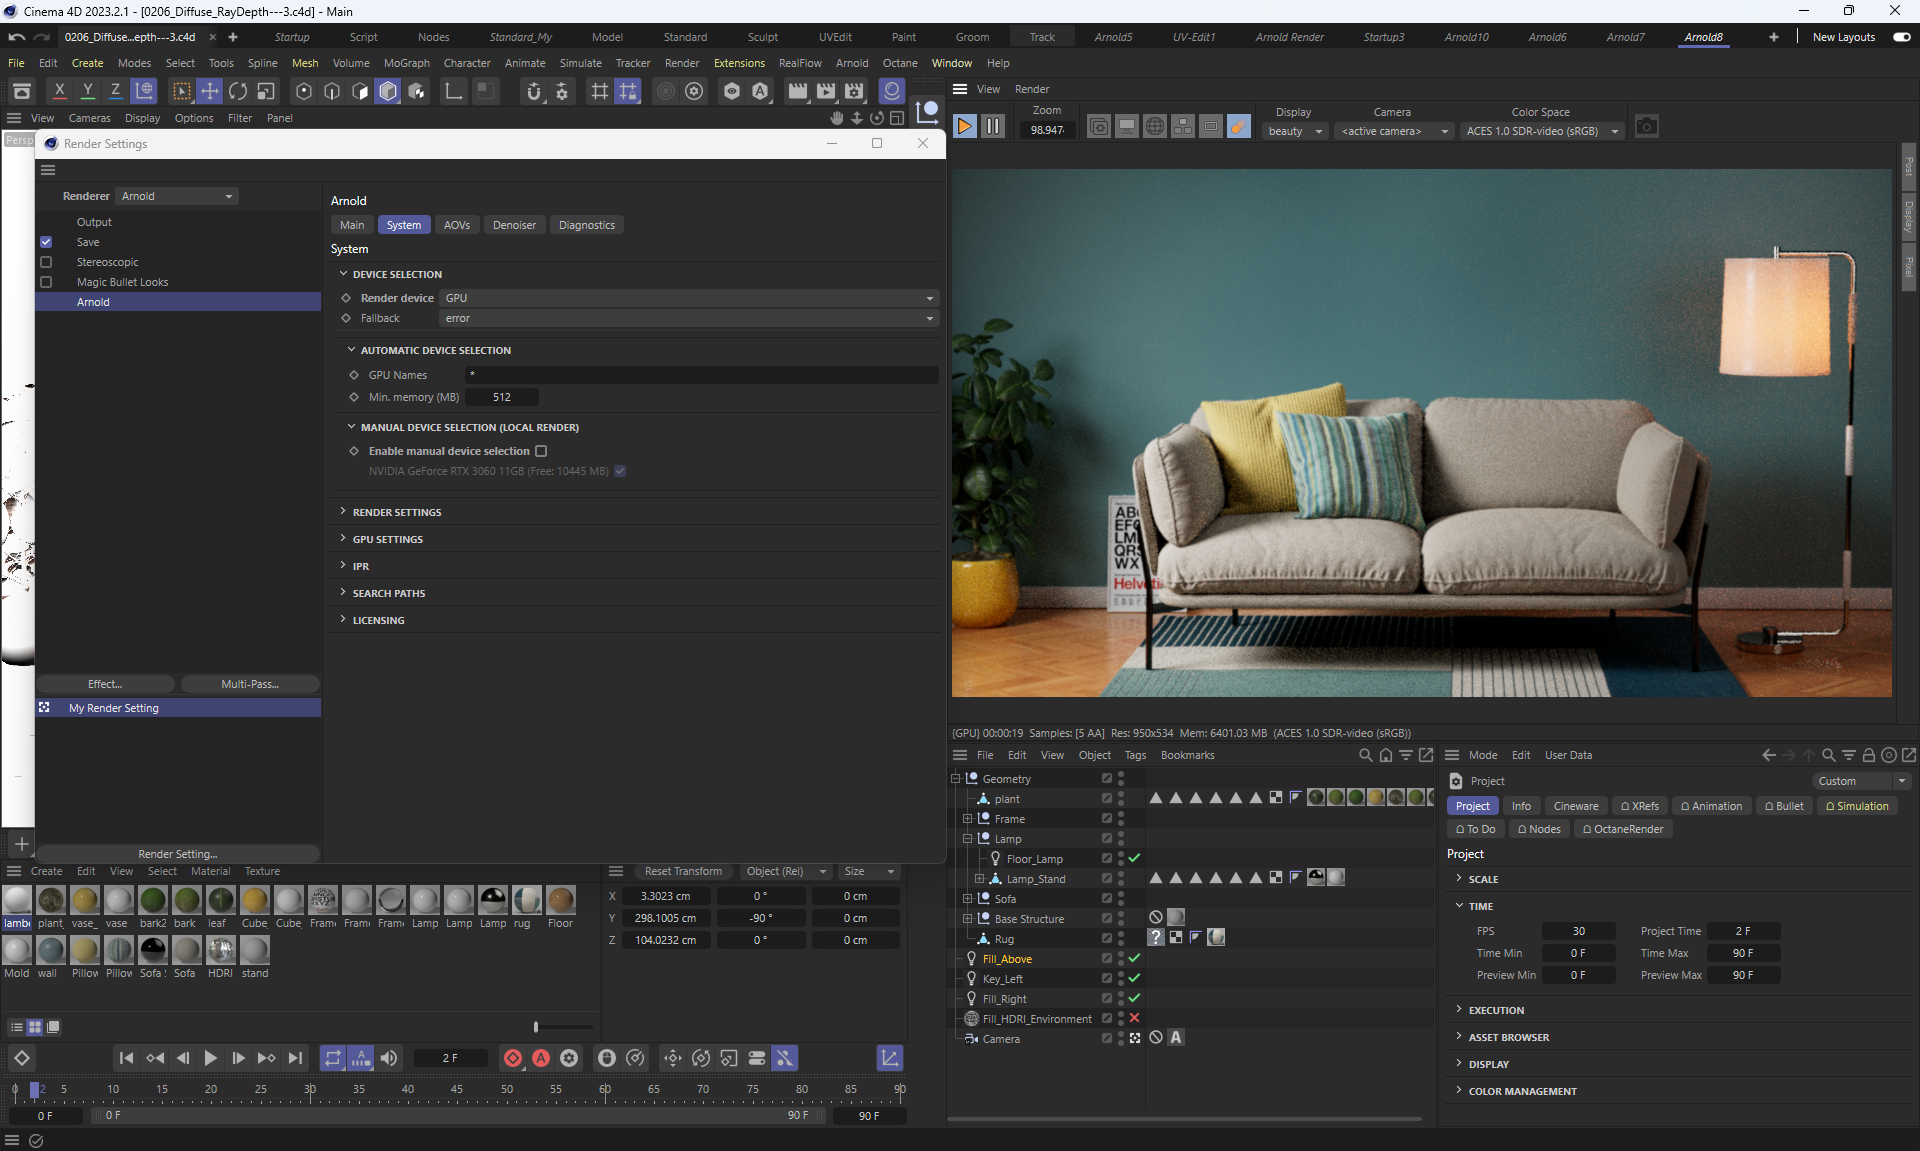 Cinema 4D 2023.2.1 - [0206_Diffuse_RayDepth---3.c4d] - Main
0206_Diffuse...epth---3.c4d
Startup Script Nodes Standard_My Model Standard Sculpt UVEdit Paint Groom Track Arnold5 UV-Edit1 Arnold Render Startup3 Arnold10 Arnold6 Arnold7 Arnold8 New Layouts
File Edit Create Modes Select Tools Spline Mesh Volume MoGraph Character Animate Simulate Tracker Render Extensions RealFlow Arnold Octane Window Help
X Y Z
View Cameras Display Options Filter Panel
Persp
Render Settings
Renderer Arnold
Output
Save
Stereoscopic
Magic Bullet Looks
Arnold
Effect... Multi-Pass...
My Render Setting
Render Setting...
Arnold
Main System AOVs Denoiser Diagnostics
System
DEVICE SELECTION
Render device GPU
Fallback error
AUTOMATIC DEVICE SELECTION
GPU Names *
Min. memory (MB) 512
MANUAL DEVICE SELECTION (LOCAL RENDER)
Enable manual device selection
NVIDIA GeForce RTX 3060 11GB (Free: 10445 MB)
RENDER SETTINGS
GPU SETTINGS
IPR
SEARCH PATHS
LICENSING
View Render
Zoom Display Camera Color Space
98.947 beauty <active camera> ACES 1.0 SDR-video (sRGB)
Post
Display
Pixel
(GPU) 00:00:19 Samples: [5 AA] Res: 950x534 Mem: 6401.03 MB (ACES 1.0 SDR-video (sRGB))
File Edit View Object Tags Bookmarks
Geometry
plant
Frame
Lamp
Floor_Lamp
Lamp_Stand
Sofa
Base Structure
Rug
Fill_Above
Key_Left
Fill_Right
Fill_HDRI_Environment
Camera
Mode Edit User Data
Project Custom
Project Info Cineware XRefs Animation Bullet Simulation
To Do Nodes OctaneRender
Project
SCALE
TIME
FPS 30 Project Time 2 F
Time Min 0 F Time Max 90 F
Preview Min 0 F Preview Max 90 F
EXECUTION
ASSET BROWSER
DISPLAY
COLOR MANAGEMENT
Create Edit View Select Material Texture
lambe plant_ vase_ vase bark2 bark leaf Cube_ Cube_ Frame Frame Frame Lamp Lamp Lamp rug Floor
Mold wall Pillow Pillow Sofa Sofa HDRI stand
Reset Transform Object (Rel) Size
X 3.3023 cm 0 ° 0 cm
Y 298.1005 cm -90 ° 0 cm
Z 104.0232 cm 0 ° 0 cm
2 F
0 2 5 10 15 20 25 30 35 40 45 50 55 60 65 70 75 80 85 90
0 F 0 F 90 F 90 F